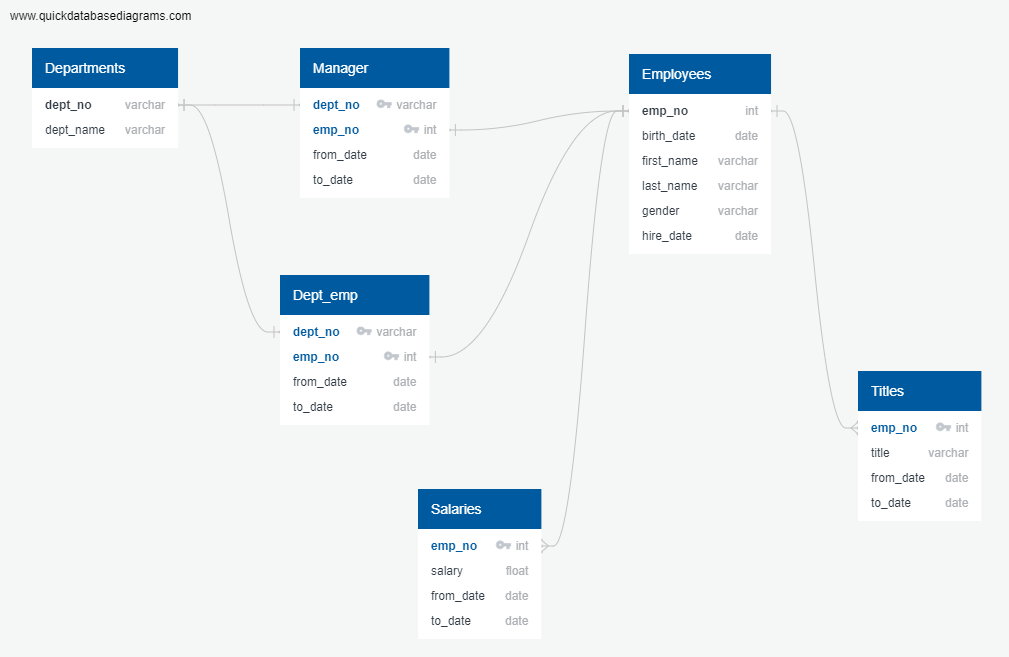 www.quickdatabasediagrams.com
Departments
dept_no varchar
dept_name varchar
Manager
dept_no varchar
emp_no int
from_date date
to_date date
Employees
emp_no int
birth_date date
first_name varchar
last_name varchar
gender varchar
hire_date date
Dept_emp
dept_no varchar
emp_no int
from_date date
to_date date
Titles
emp_no int
title varchar
from_date date
to_date date
Salaries
emp_no int
salary float
from_date date
to_date date